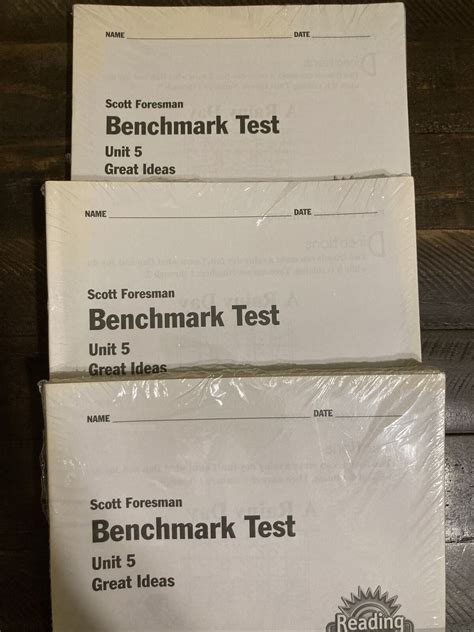 NAME DATE
Scott Foresman
Benchmark Test
Unit 5
Great Ideas
NAME DATE
Scott Foresman
Benchmark Test
Unit 5
Great Ideas
NAME DATE
Scott Foresman
Benchmark Test
Unit 5
Great Ideas
Reading